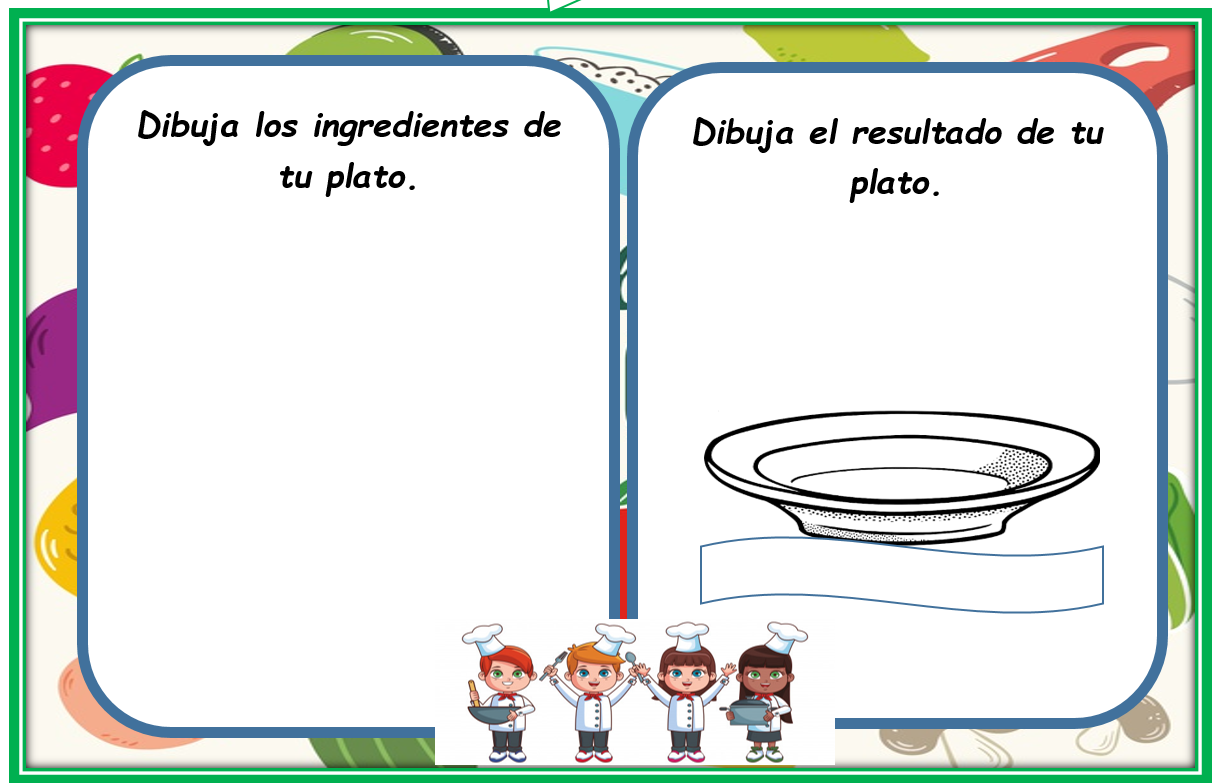 Dibuja los ingredientes de
tu plato.
Dibuja el resultado de tu
plato.